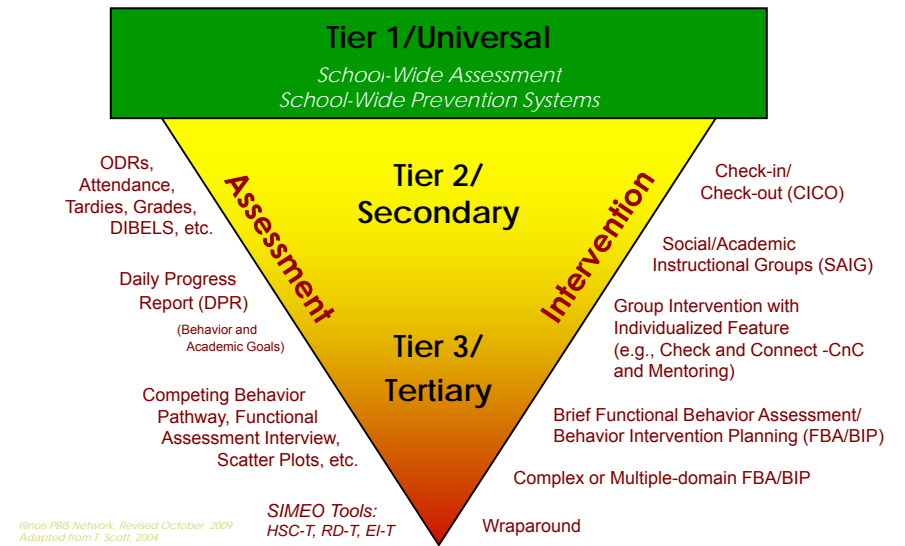 Tier 1/Universal
School-Wide Assessment
School-Wide Prevention Systems
ODRs,
Attendance,
Tardies, Grades,
DIBELS, etc.
Daily Progress
Report (DPR)
(Behavior and
Academic Goals)
Competing Behavior
Pathway, Functional
Assessment Interview,
Scatter Plots, etc.
SIMEO Tools:
HSC-T, RD-T, EI-T
Assessment
Tier 2/
Secondary
Tier 3/
Tertiary
Intervention
Check-in/
Check-out (CICO)
Social/Academic
Instructional Groups (SAIG)
Group Intervention with
Individualized Feature
(e.g., Check and Connect -CnC
and Mentoring)
Brief Functional Behavior Assessment/
Behavior Intervention Planning (FBA/BIP)
Complex or Multiple-domain FBA/BIP
Wraparound
Illinois PBIS Network, Revised October 2009
Adapted from T. Scott, 2004